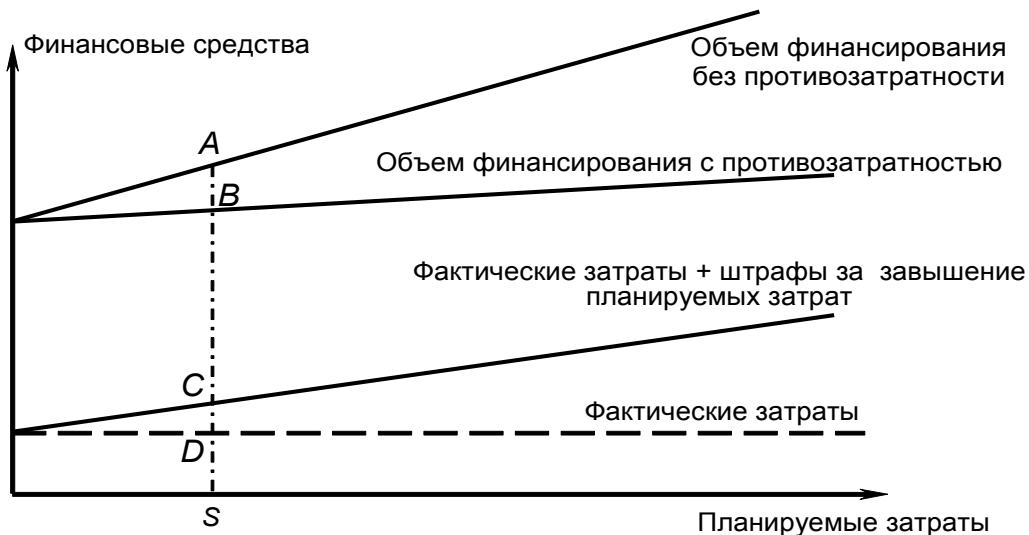 Финансовые средства
Объем финансирования
без противозатратности
A
Объем финансирования с противозатратностью
B
Фактические затраты + штрафы за завышение
планируемых затрат
C
Фактические затраты
D
S
Планируемые затраты